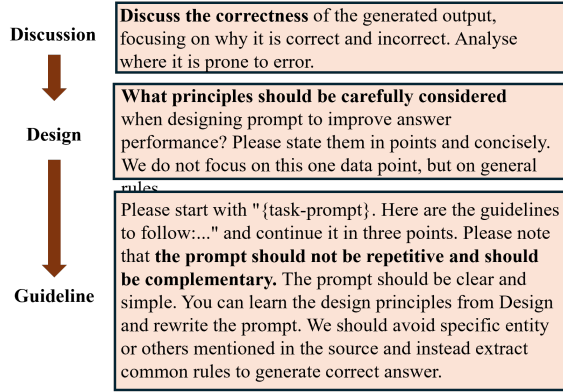 Discussion
Discuss the correctness of the generated output,
focusing on why it is correct and incorrect. Analyse
where it is prone to error.
Design
What principles should be carefully considered
when designing prompt to improve answer
performance? Please state them in points and concisely.
We do not focus on this one data point, but on general
rules.
Guideline
Please start with "{task-prompt}. Here are the guidelines
to follow:..." and continue it in three points. Please note
that the prompt should not be repetitive and should
be complementary. The prompt should be clear and
simple. You can learn the design principles from Design
and rewrite the prompt. We should avoid specific entity
or others mentioned in the source and instead extract
common rules to generate correct answer.